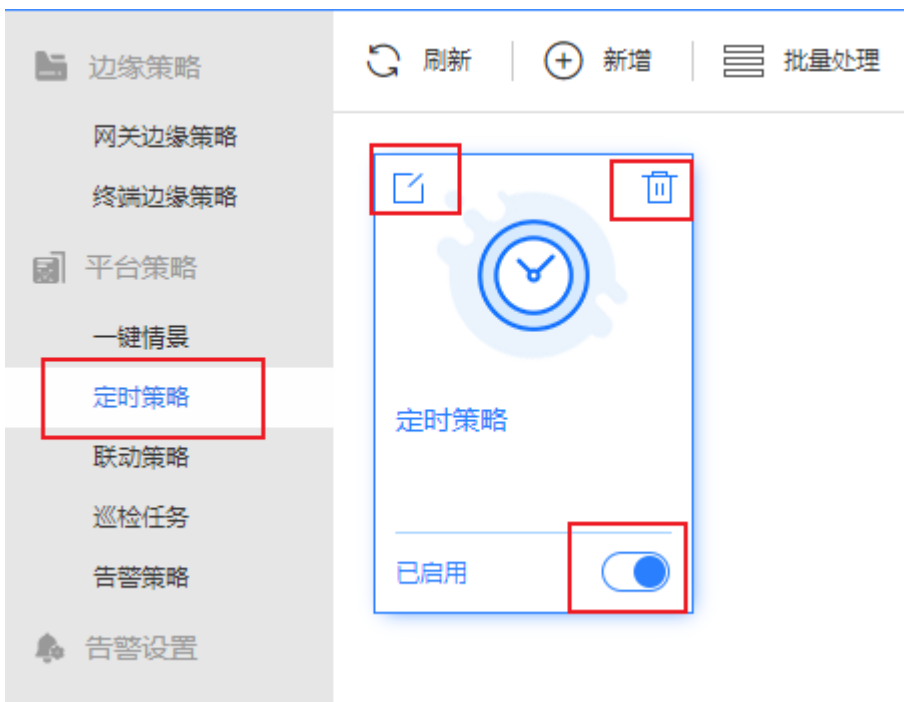 边缘策略
网关边缘策略
终端边缘策略
平台策略
一键情景
定时策略
联动策略
巡检任务
告警策略
告警设置
刷新 新增 批量处理
定时策略
已启用